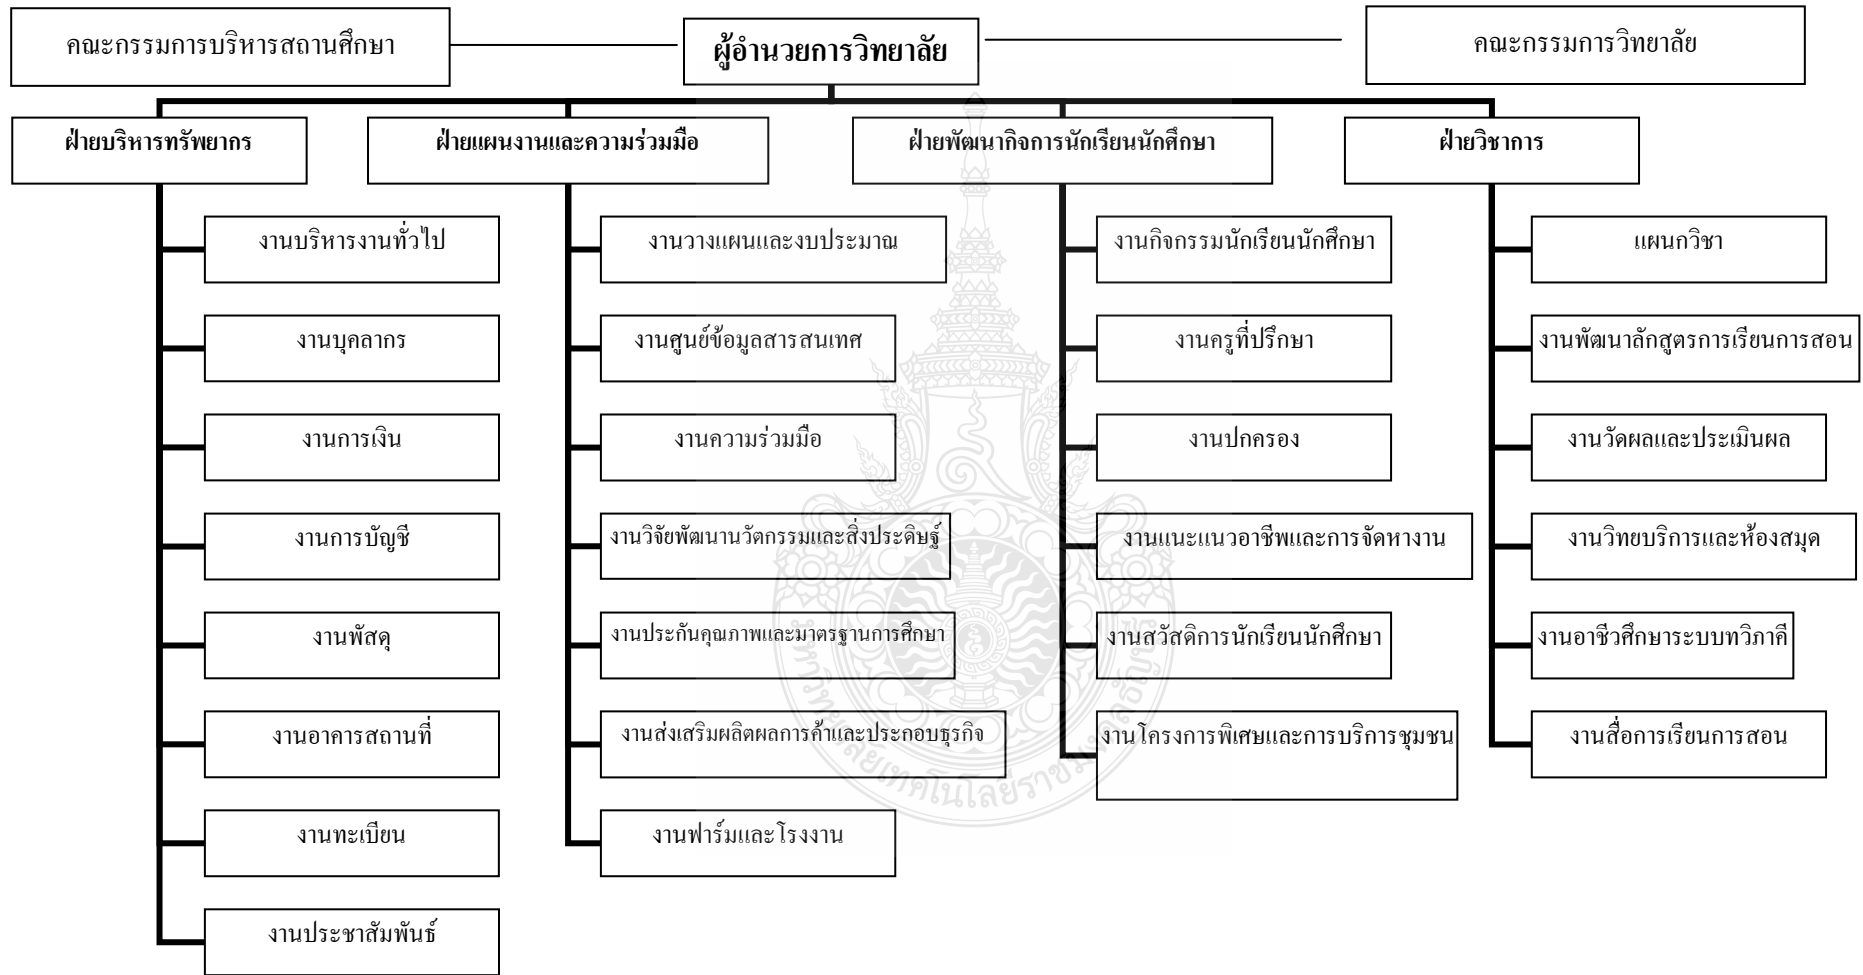 คณะกรรมการบริหารสถานศึกษา
ผู้อำนวยการวิทยาลัย
คณะกรรมการวิทยาลัย
ฝ่ายบริหารทรัพยากร
ฝ่ายแผนงานและความร่วมมือ
ฝ่ายพัฒนากิจการนักเรียนนักศึกษา
ฝ่ายวิชาการ
งานบริหารงานทั่วไป
งานวางแผนและงบประมาณ
งานกิจกรรมนักเรียนนักศึกษา
แผนกวิชา
งานบุคลากร
งานศูนย์ข้อมูลสารสนเทศ
งานครูที่ปรึกษา
งานพัฒนาลักสูตรการเรียนการสอน
งานการเงิน
งานความร่วมมือ
งานปกครอง
งานวัดผลและประเมินผล
งานการบัญชี
งานวิจัยพัฒนานวัตกรรมและสิ่งประดิษฐ์
งานแนะแนวอาชีพและการจัดหางาน
งานวิทยบริการและห้องสมุด
งานพัสดุ
งานประกันคุณภาพและมาตรฐานการศึกษา
งานสวัสดิการนักเรียนนักศึกษา
งานอาชีวศึกษาระบบทวิภาคี
งานอาคารสถานที่
งานส่งเสริมผลิตผลการค้าและประกอบธุรกิจ
งานโครงการพิเศษและการบริการชุมชน
งานสื่อการเรียนการสอน
งานทะเบียน
งานฟาร์มและโรงงาน
งานประชาสัมพันธ์
มหาวิทยาลัยเทคโนโลยีราชมงคลธัญบุรี